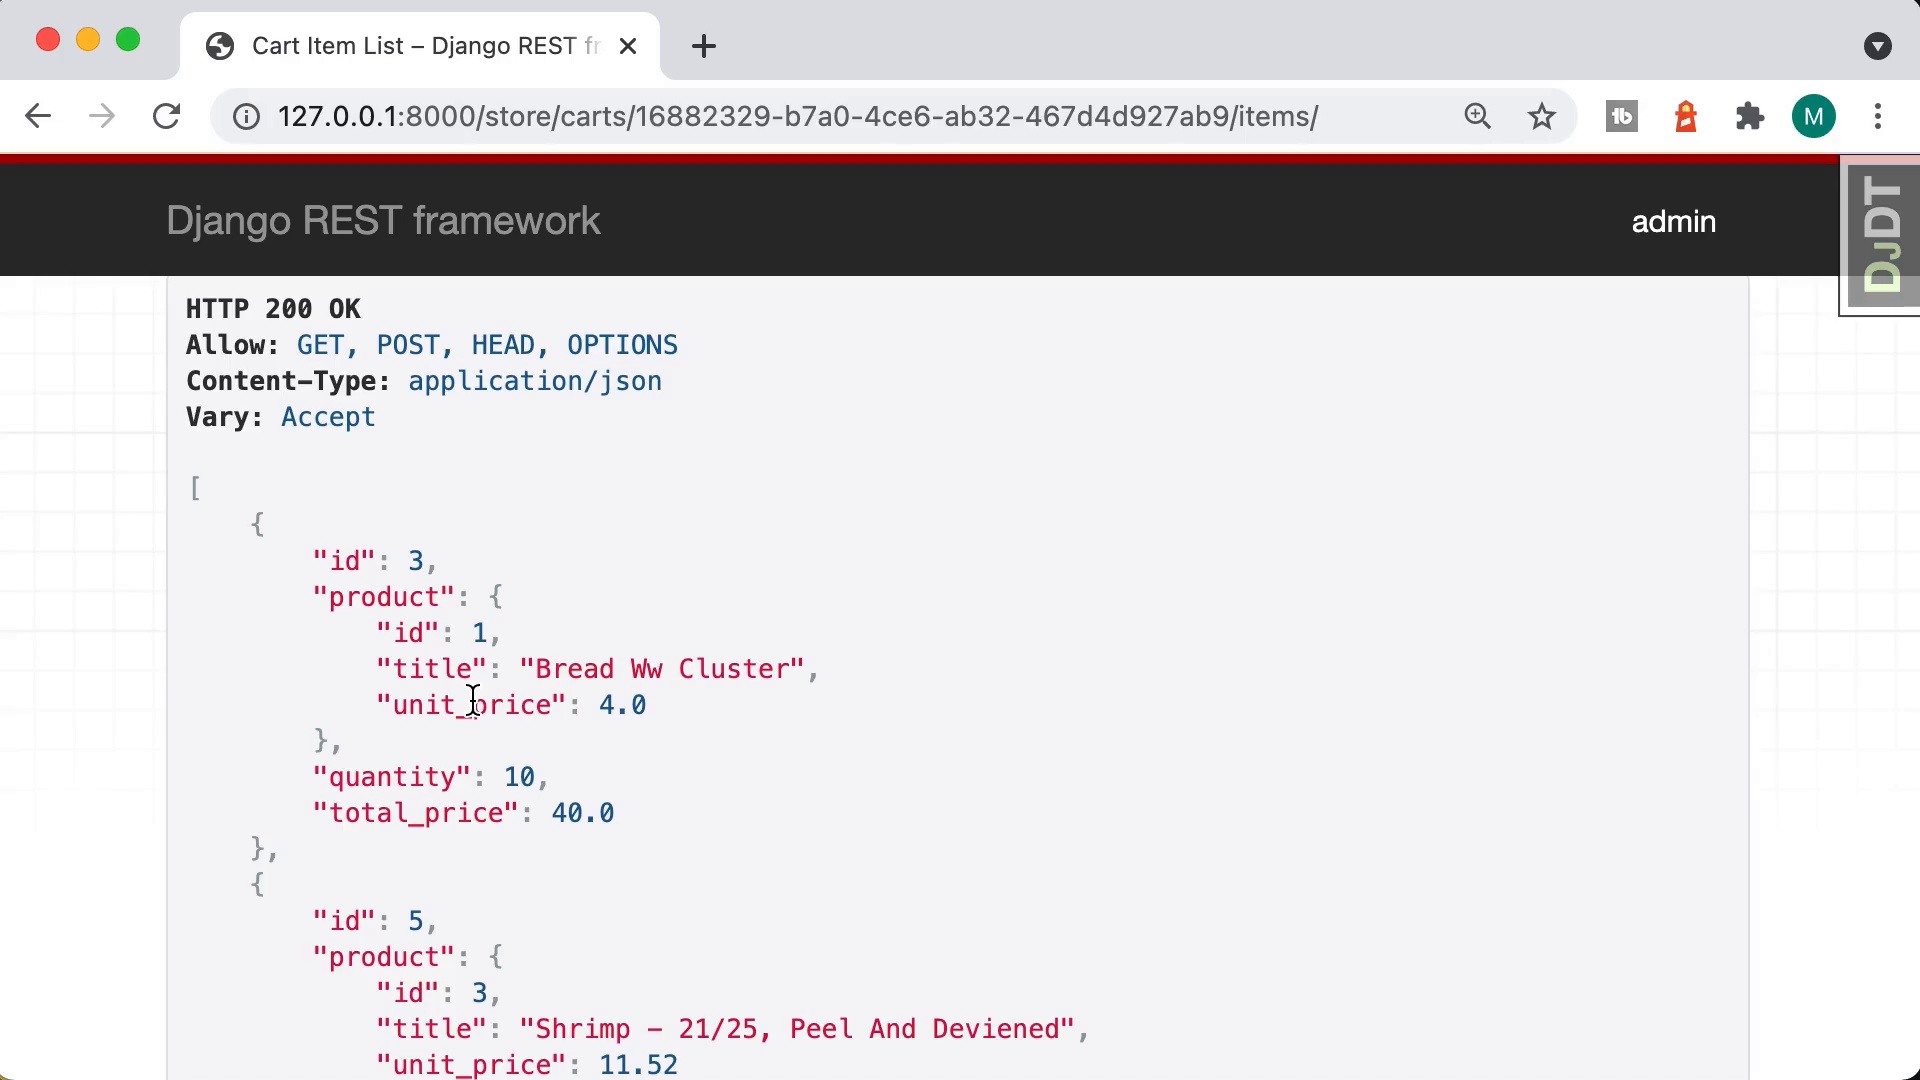 Cart Item List – Django REST fr
127.0.0.1:8000/store/carts/16882329-b7a0-4ce6-ab32-467d4d927ab9/items/
tb
M
Django REST framework
admin
DJDT
HTTP 200 OK
Allow: GET, POST, HEAD, OPTIONS
Content-Type: application/json
Vary: Accept
[
{
"id": 3,
"product": {
"id": 1,
"title": "Bread Ww Cluster",
"unit_price": 4.0
},
"quantity": 10,
"total_price": 40.0
},
{
"id": 5,
"product": {
"id": 3,
"title": "Shrimp – 21/25, Peel And Deviened",
"unit_price": 11.52